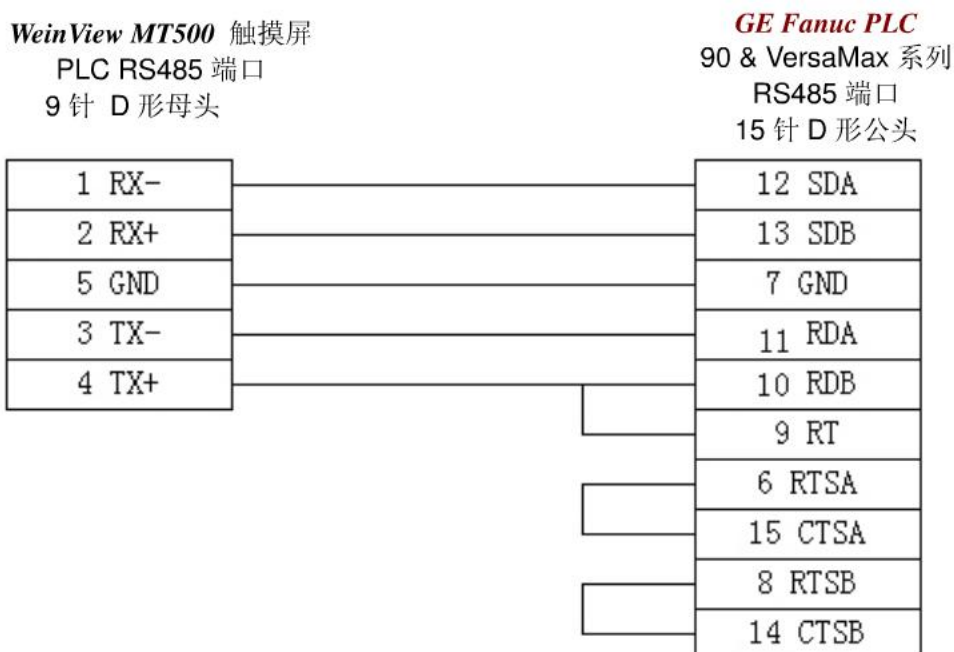 WeinView MT500 触摸屏
PLC RS485 端口
9 针 D 形母头
GE Fanuc PLC
90 & VersaMax 系列
RS485 端口
15 针 D 形公头
1 RX-
2 RX+
5 GND
3 TX-
4 TX+
12 SDA
13 SDB
7 GND
11 RDA
10 RDB
9 RT
6 RTSA
15 CTSA
8 RTSB
14 CTSB